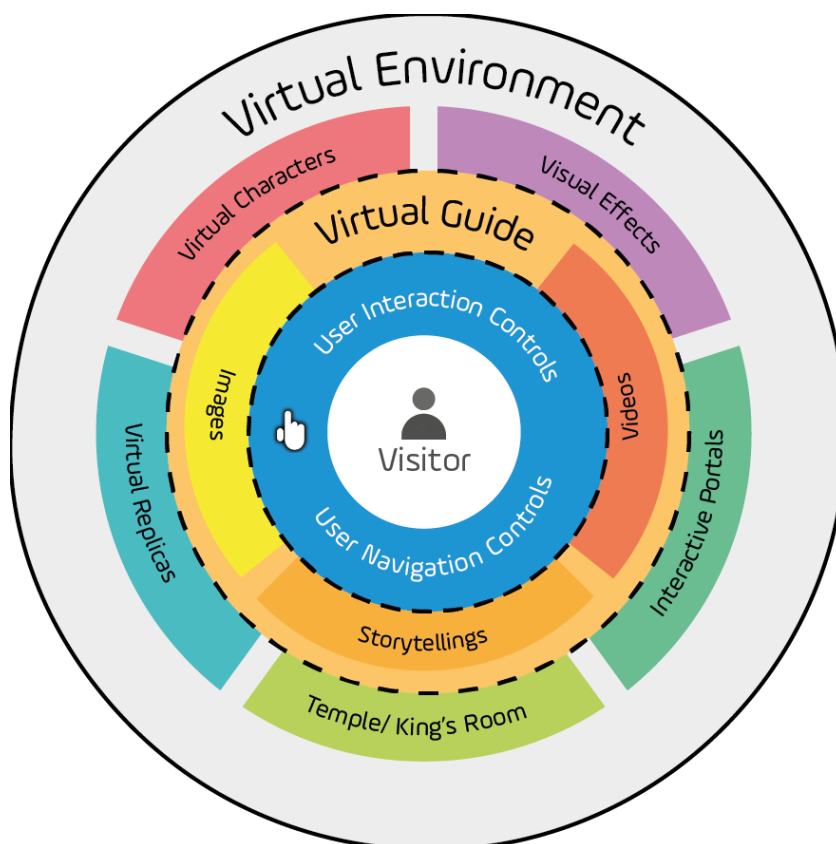 Virtual Environment
Virtual Characters
Visual Effects
Virtual Guide
User Interaction Controls
Images
Videos
Visitor
Virtual Replicas
Interactive Portals
User Navigation Controls
Storytellings
Temple/ King's Room